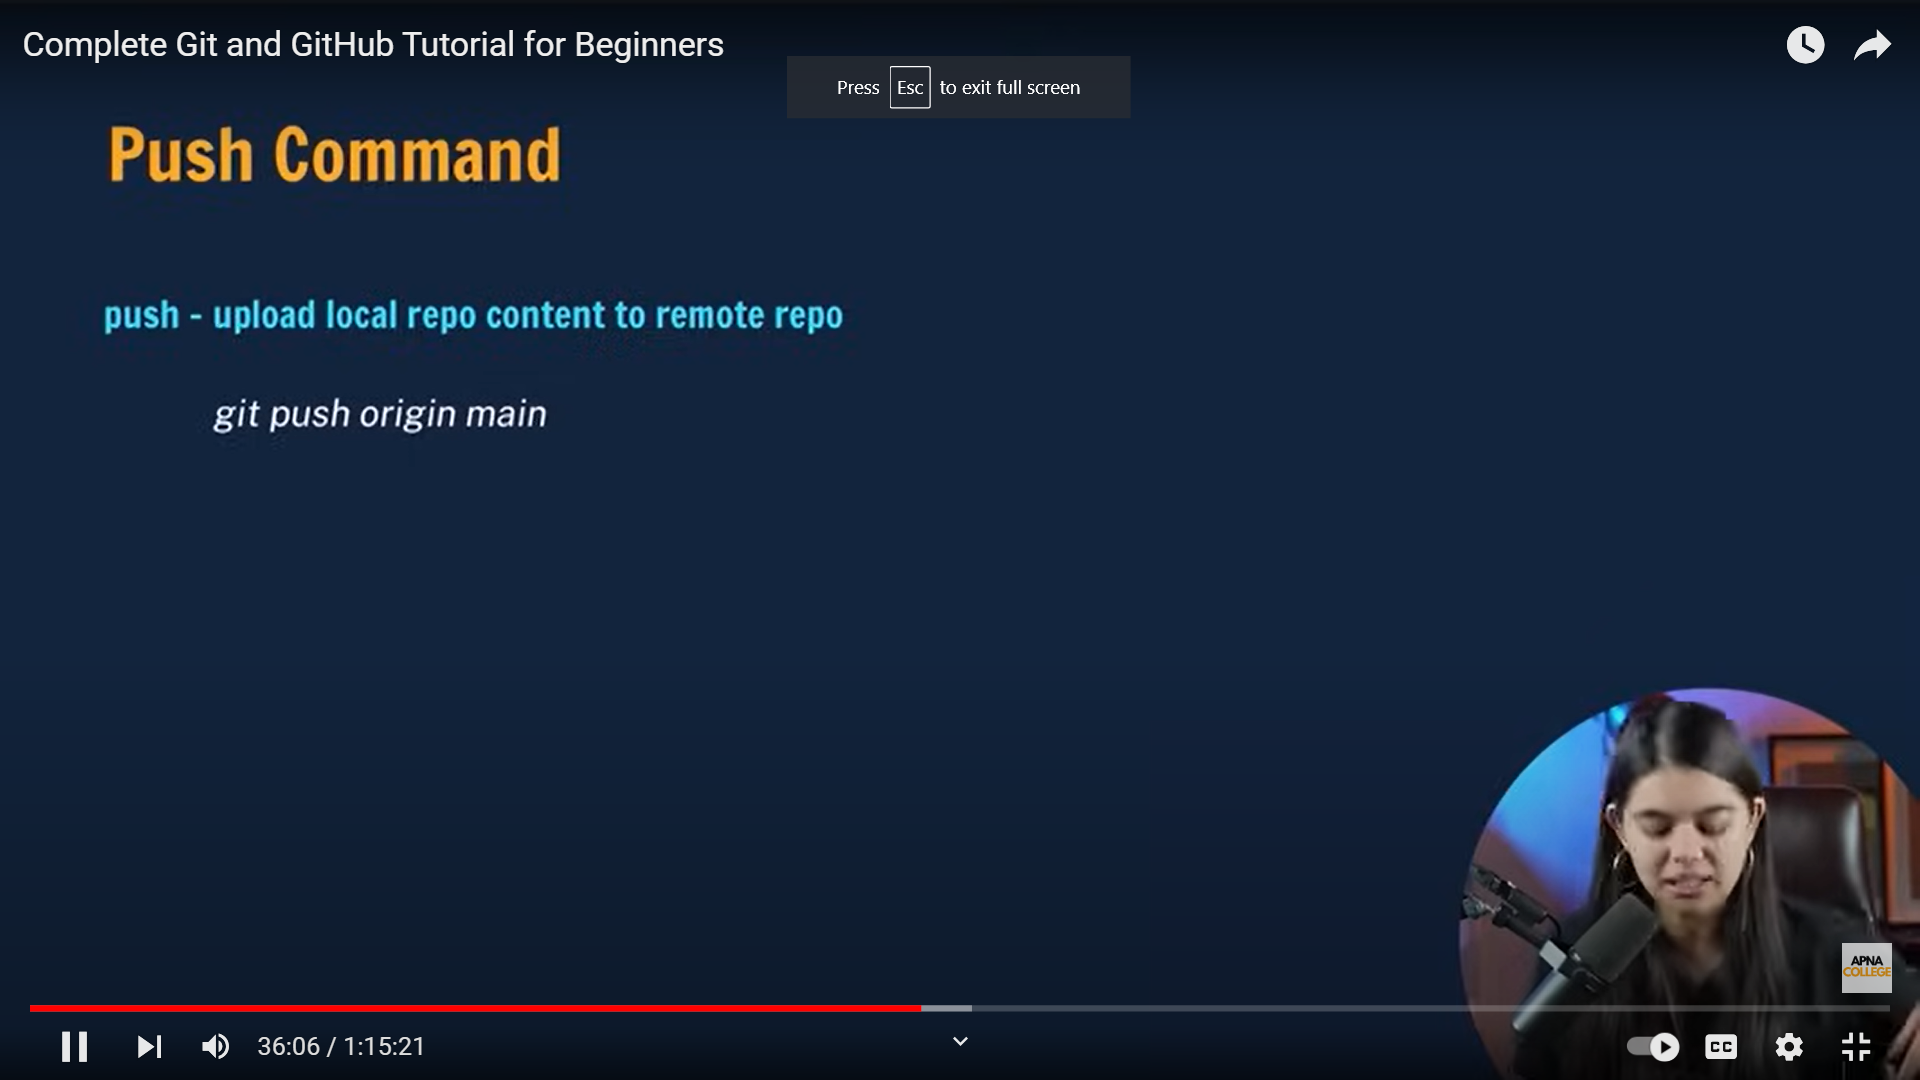 Complete Git and GitHub Tutorial for Beginners
Press Esc to exit full screen
Push Command
push - upload local repo content to remote repo
git push origin main
APNA
COLLEGE
36:06 / 1:15:21
CC